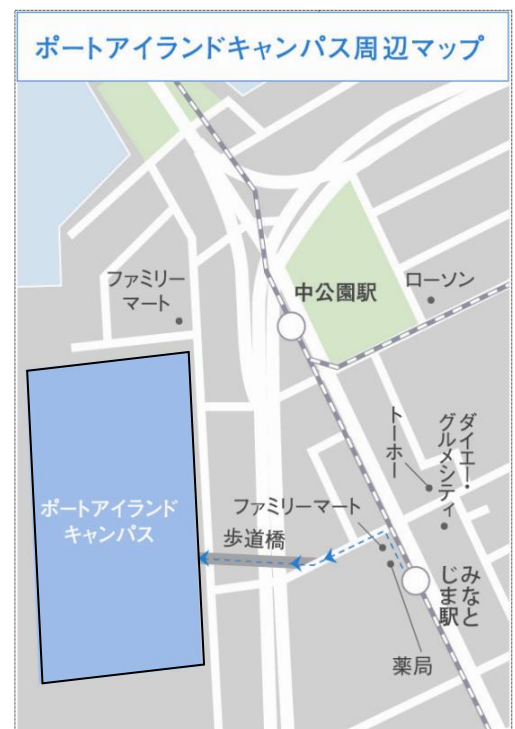 ポートアイランドキャンパス周辺マップ
ファミリー
マート
中公園駅
ローソン
トーホー
ダイエー・
グルメシティ
ポートアイランド
キャンパス
ファミリーマート
歩道橋
みなと
じま駅
薬局